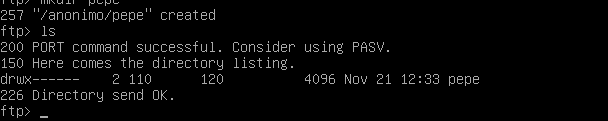 ftp> mkdir pepe
257 "/anonimo/pepe" created
ftp> ls
200 PORT command successful. Consider using PASV.
150 Here comes the directory listing.
drwx------    2 110      120          4096 Nov 21 12:33 pepe
226 Directory send OK.
ftp> _